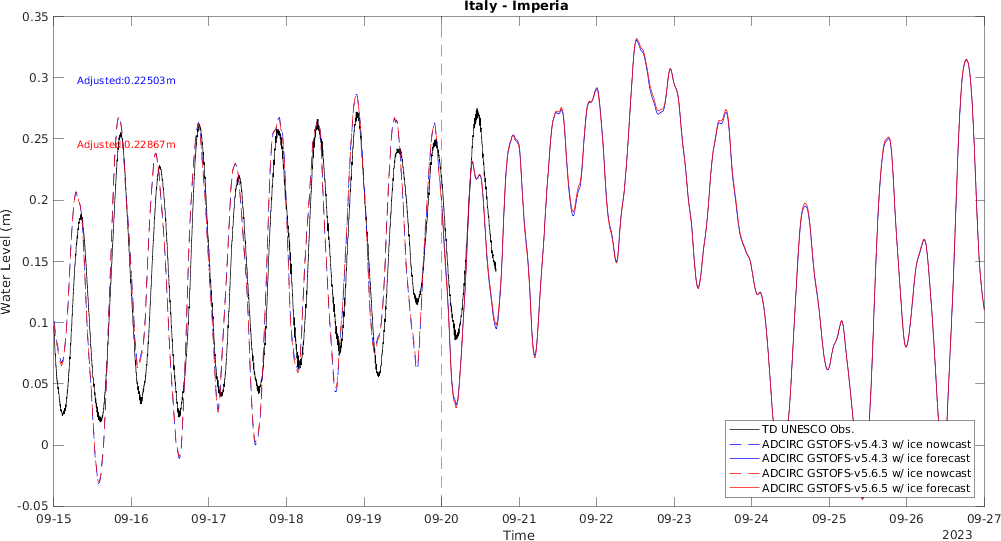 Italy - Imperia
0.35
0.3
0.25
0.2
0.15
0.1
0.05
0
-0.05
Water Level (m)
Adjusted:0.22503m
Adjusted:0.22867m
TD UNESCO Obs.
ADCIRC GSTOFS-v5.4.3 w/ ice nowcast
ADCIRC GSTOFS-v5.4.3 w/ ice forecast
ADCIRC GSTOFS-v5.6.5 w/ ice nowcast
ADCIRC GSTOFS-v5.6.5 w/ ice forecast
09-15 09-16 09-17 09-18 09-19 09-20 09-21 09-22 09-23 09-24 09-25 09-26 09-27
Time
2023